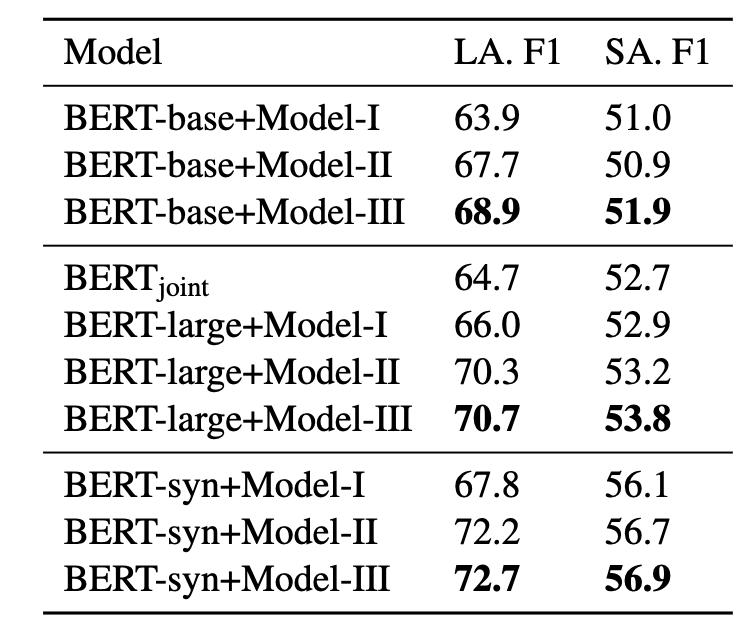 Model LA. F1 SA. F1
BERT-base+Model-I 63.9 51.0
BERT-base+Model-II 67.7 50.9
BERT-base+Model-III 68.9 51.9
BERTjoint 64.7 52.7
BERT-large+Model-I 66.0 52.9
BERT-large+Model-II 70.3 53.2
BERT-large+Model-III 70.7 53.8
BERT-syn+Model-I 67.8 56.1
BERT-syn+Model-II 72.2 56.7
BERT-syn+Model-III 72.7 56.9